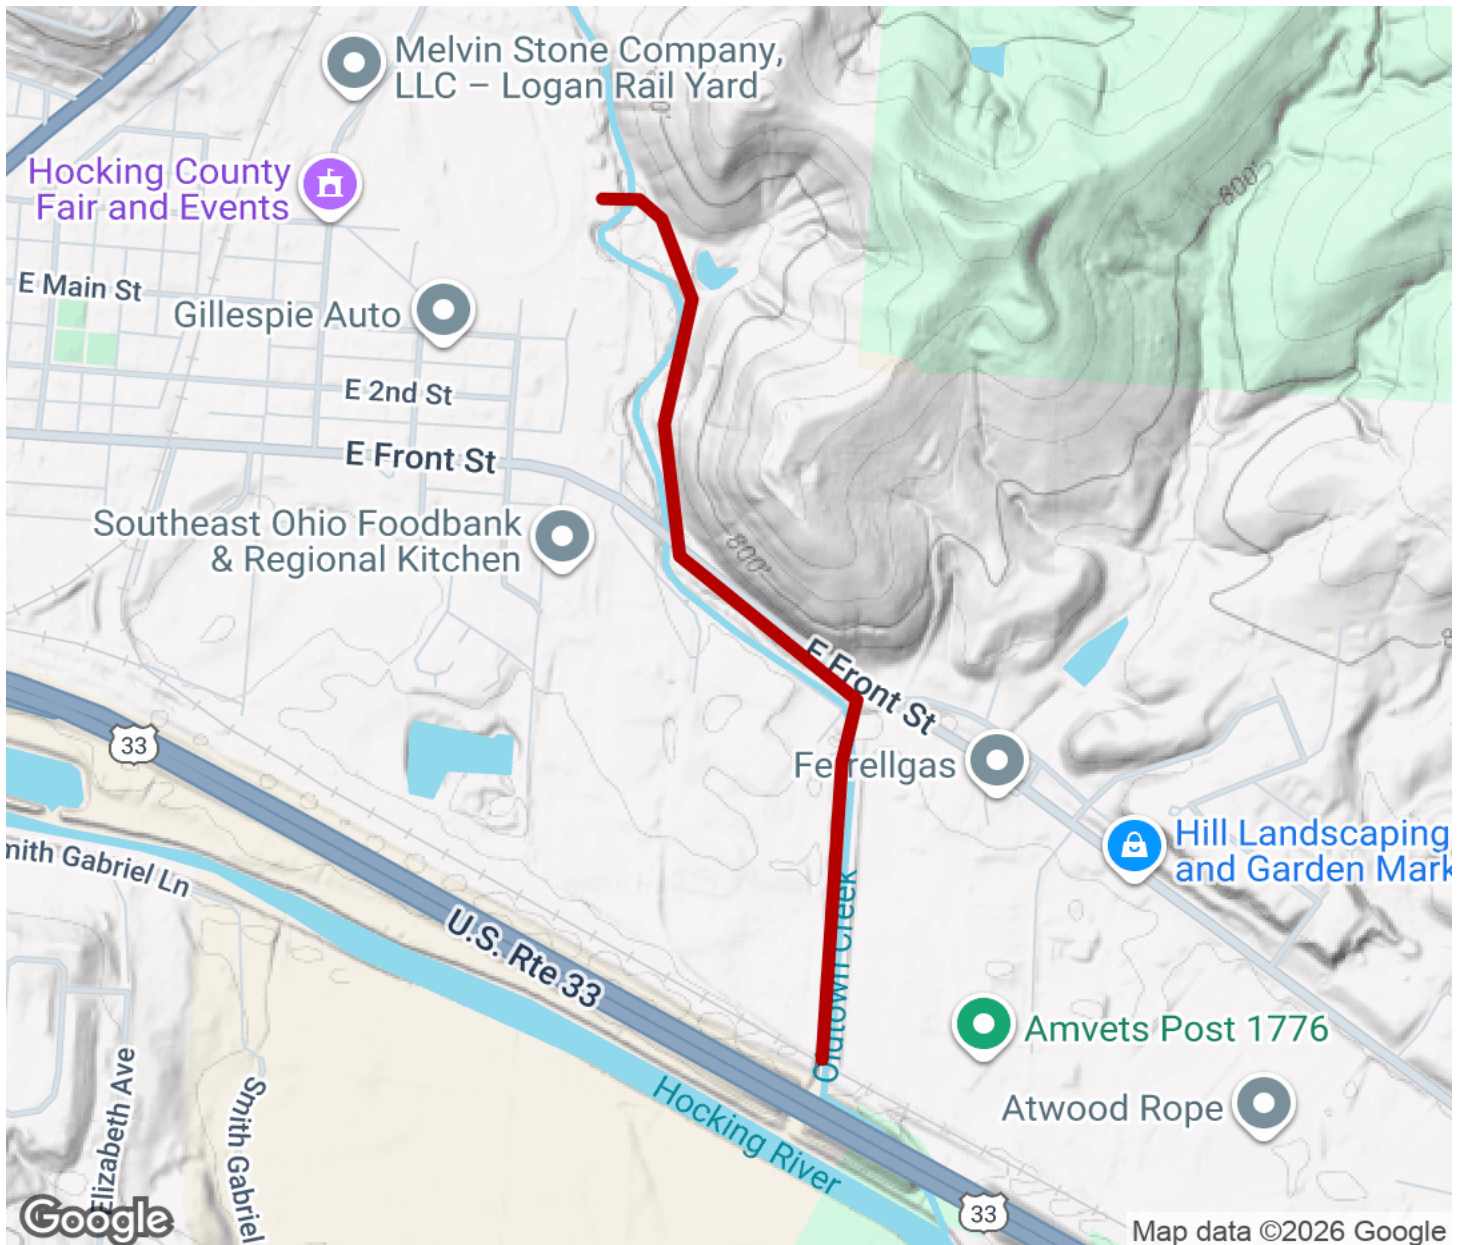 Melvin Stone Company,
LLC – Logan Rail Yard
800'
Hocking County
Fair and Events
E Main St
Gillespie Auto
E 2nd St
E Front St
Southeast Ohio Foodbank
& Regional Kitchen
800'
E Front St
33
Ferrellgas
Hill Landscaping
and Garden Mark
mith Gabriel Ln
U.S. Rte 33
Oldtown Creek
Amvets Post 1776
Atwood Rope
Hocking River
Elizabeth Ave
Smith Gabriel
33
Google
Map data ©2026 Google